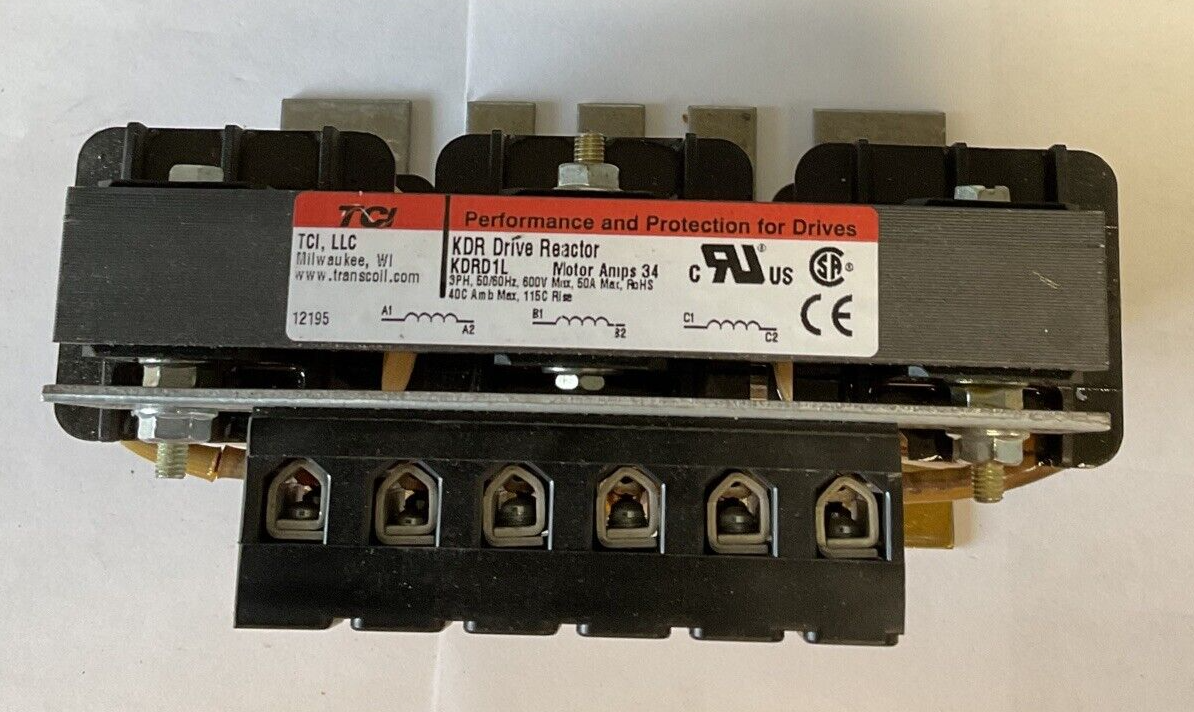 TCI
Performance and Protection for Drives
TCI, LLC
Milwaukee, WI
www.transcoil.com
12195
KDR Drive Reactor
KDRD1L Motor Amps 34
3PH, 50/60Hz, 600V Max, 50A Max, RoHS
40C Amb Max, 115C Rise
A1 A2
B1 B2
C1 C2
C RU US ®
SA ®
CE